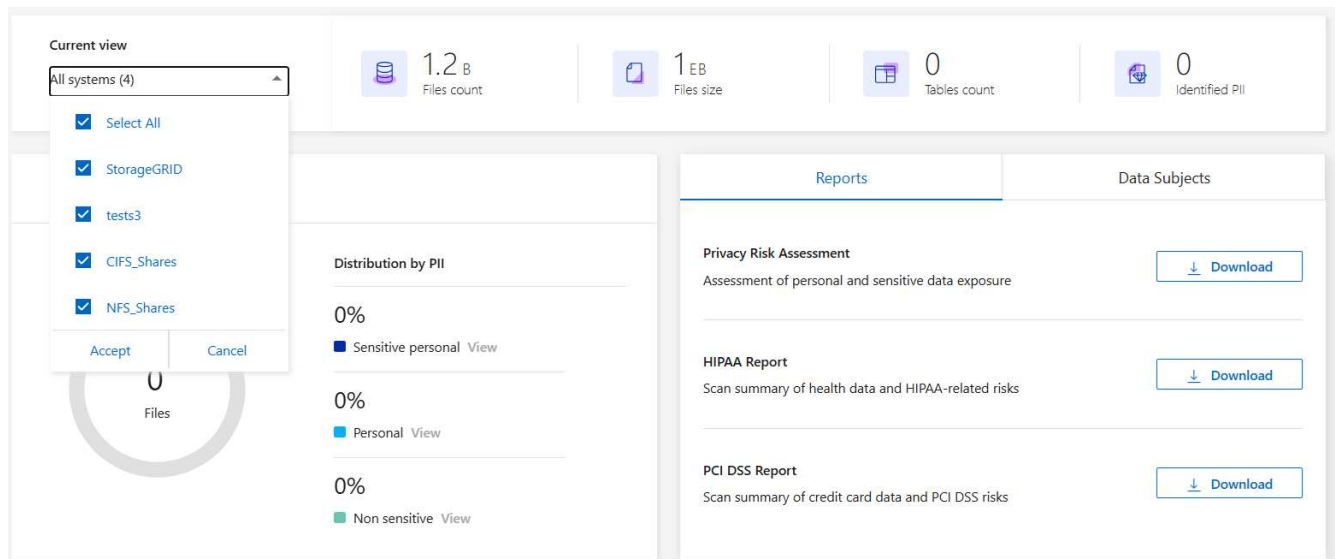 Current view
All systems (4)
Select All
StorageGRID
tests3
CIFS_Shares
NFS_Shares
Accept Cancel
1.2 B
Files count
1 EB
Files size
0
Tables count
0
Identified PII
0
Files
Distribution by PII
0%
Sensitive personal View
0%
Personal View
0%
Non sensitive View
Reports Data Subjects
Privacy Risk Assessment
Assessment of personal and sensitive data exposure
Download
HIPAA Report
Scan summary of health data and HIPAA-related risks
Download
PCI DSS Report
Scan summary of credit card data and PCI DSS risks
Download